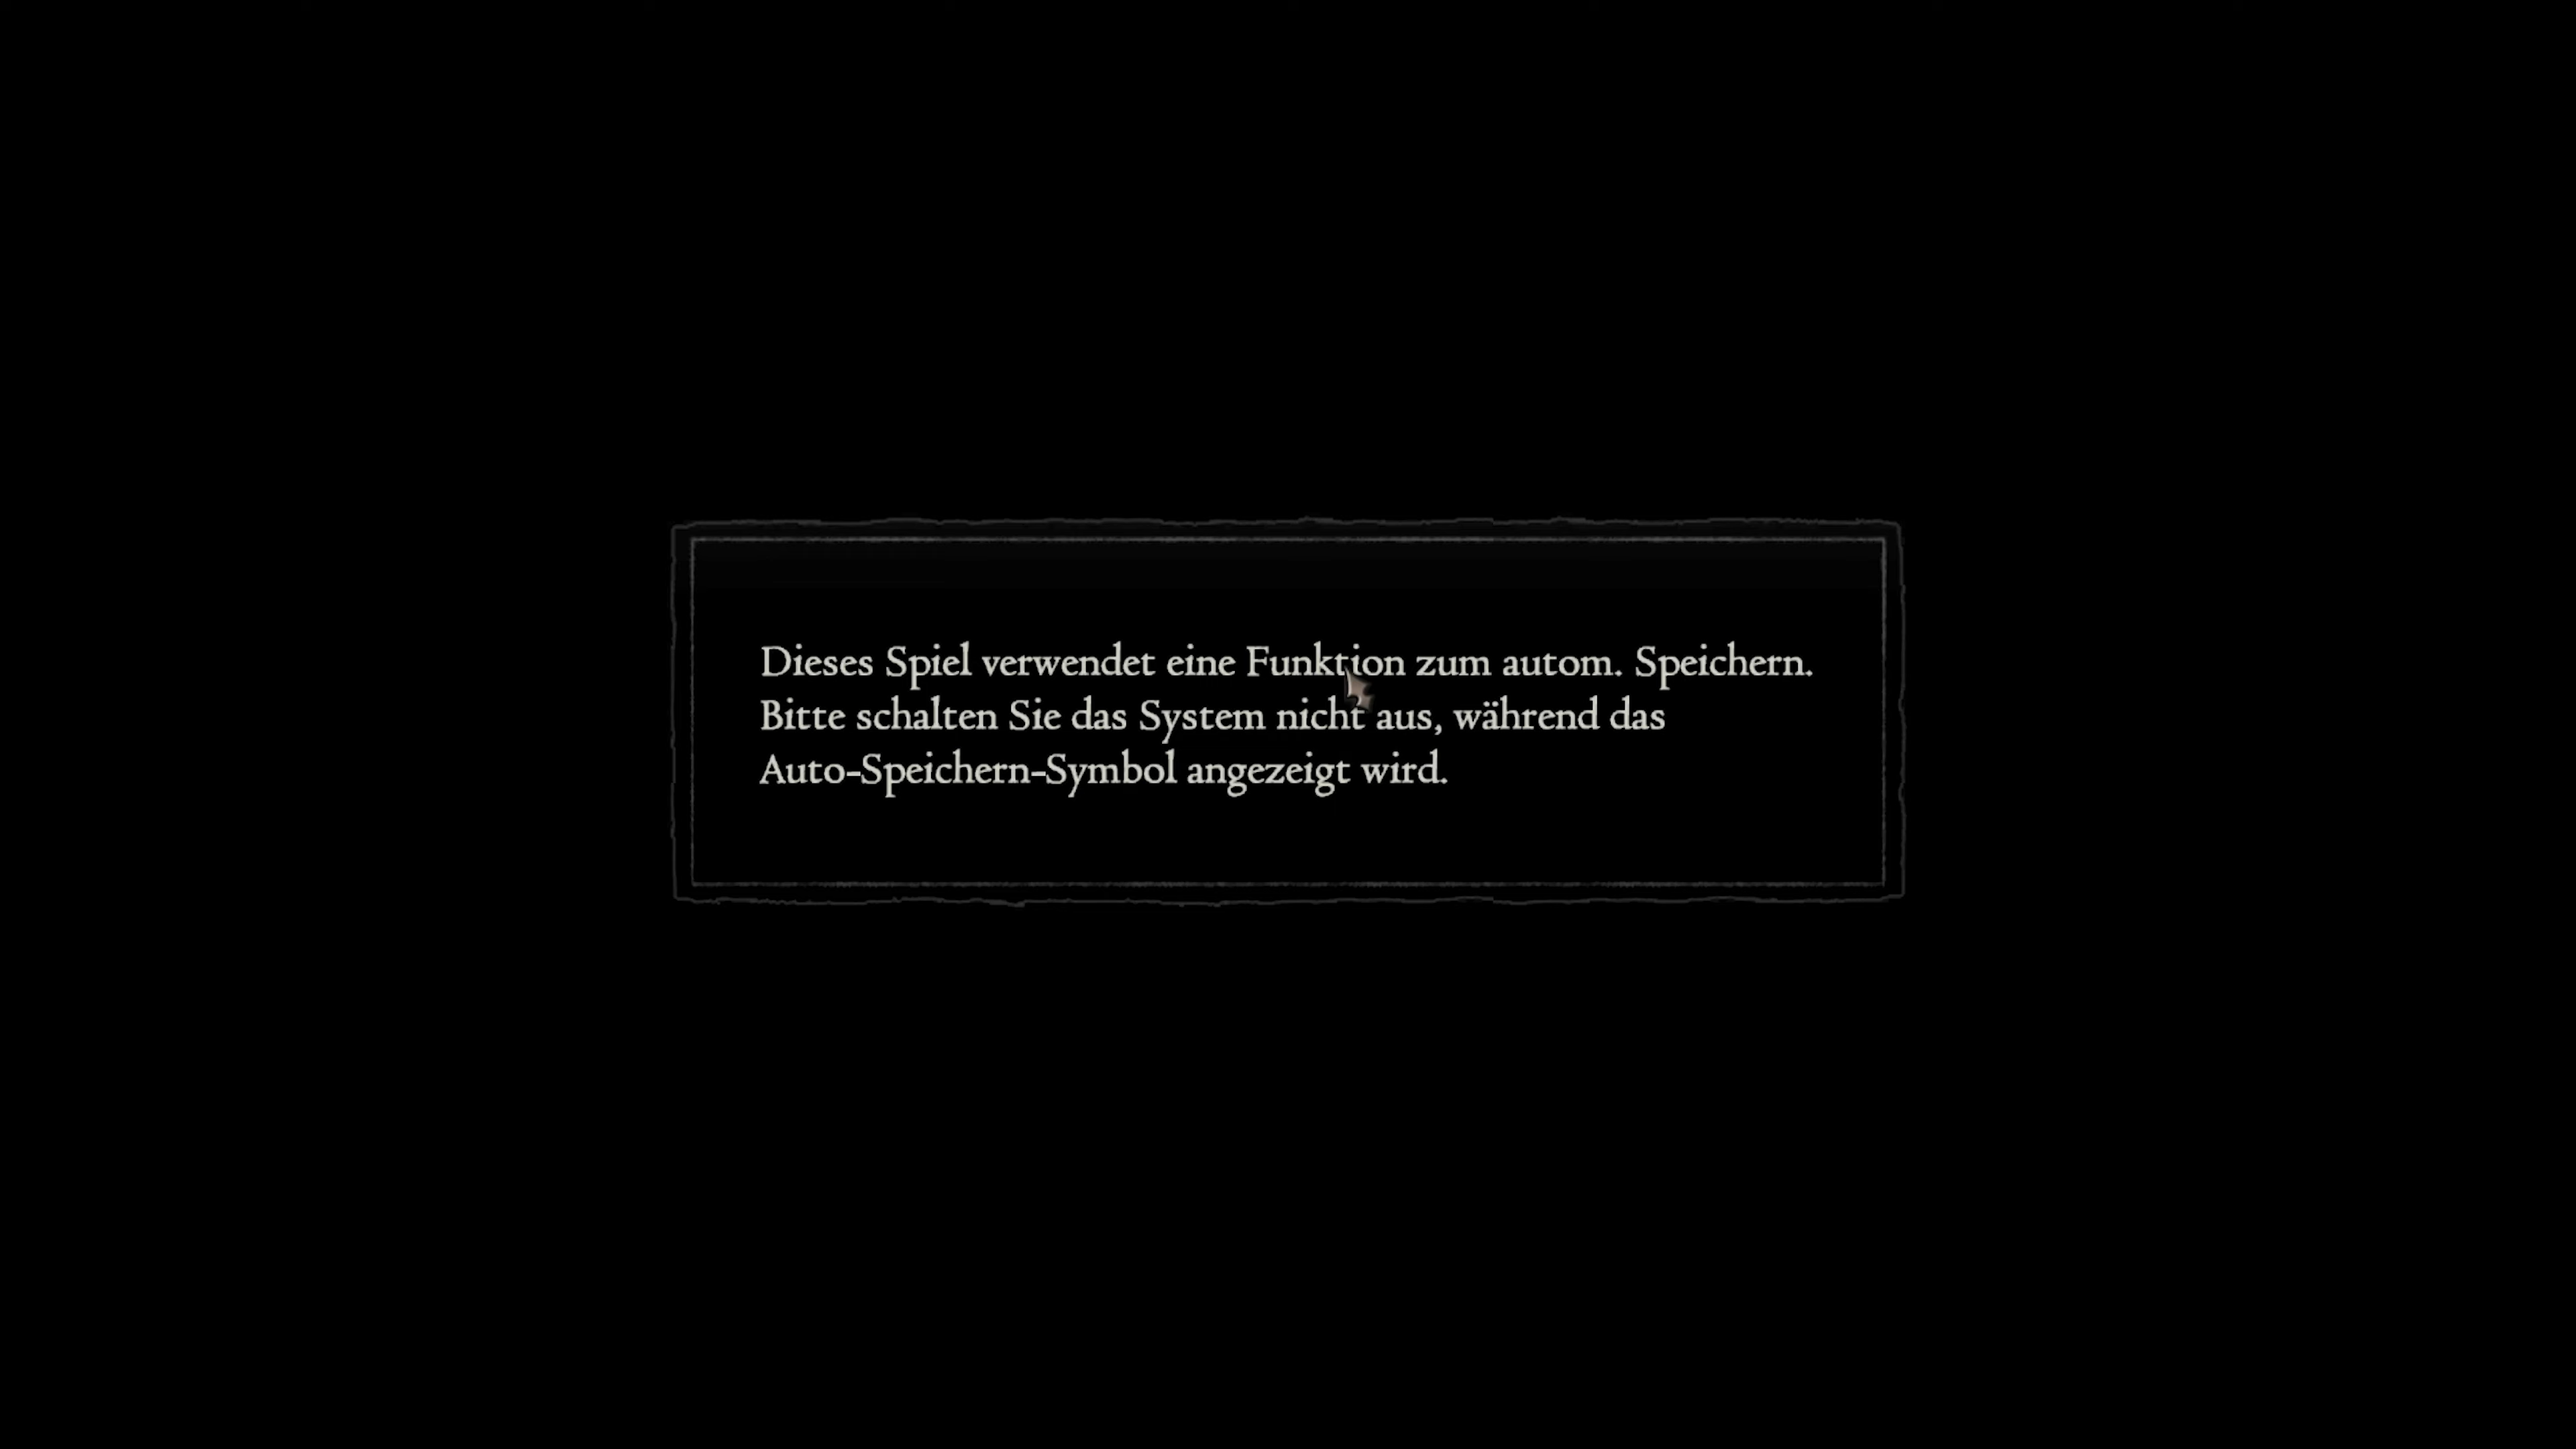 Dieses Spiel verwendet eine Funktion zum autom. Speichern.
Bitte schalten Sie das System nicht aus, während das
Auto-Speichern-Symbol angezeigt wird.